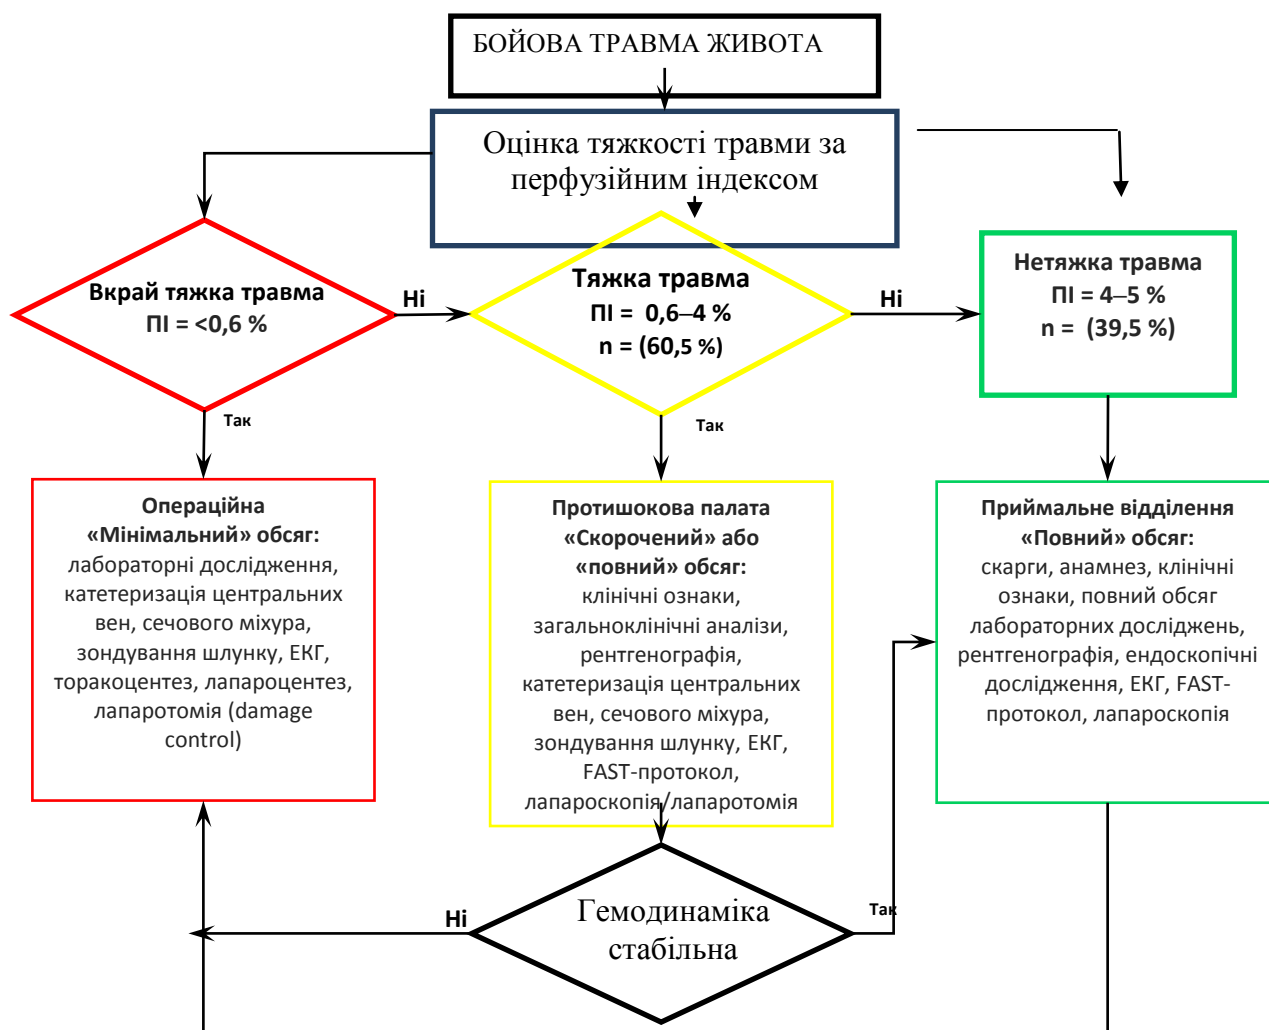 БОЙОВА ТРАВМА ЖИВОТА
Оцінка тяжкості травми за
перфузійним індексом
Вкрай тяжка травма
ПІ = <0,6 %
Ні
Тяжка травма
ПІ = 0,6–4 %
n = (60,5 %)
Ні
Нетяжка травма
ПІ = 4–5 %
n = (39,5 %)
Так
Так
Операційна
«Мінімальний» обсяг:
лабораторні дослідження,
катетеризація центральних
вен, сечового міхура,
зондування шлунку, ЕКГ,
торакоцентез, лапароцентез,
лапаротомія (damage
control)
Протишокова палата
«Скорочений» або
«повний» обсяг:
клінічні ознаки,
загальноклінічні аналізи,
рентгенографія,
катетеризація центральних
вен, сечового міхура,
зондування шлунку, ЕКГ,
FAST-протокол,
лапароскопія/лапаротомія
Приймальне відділення
«Повний» обсяг:
скарги, анамнез, клінічні
ознаки, повний обсяг
лабораторних досліджень,
рентгенографія, ендоскопічні
дослідження, ЕКГ, FAST-
протокол, лапароскопія
Ні
Гемодинаміка
стабільна
Так